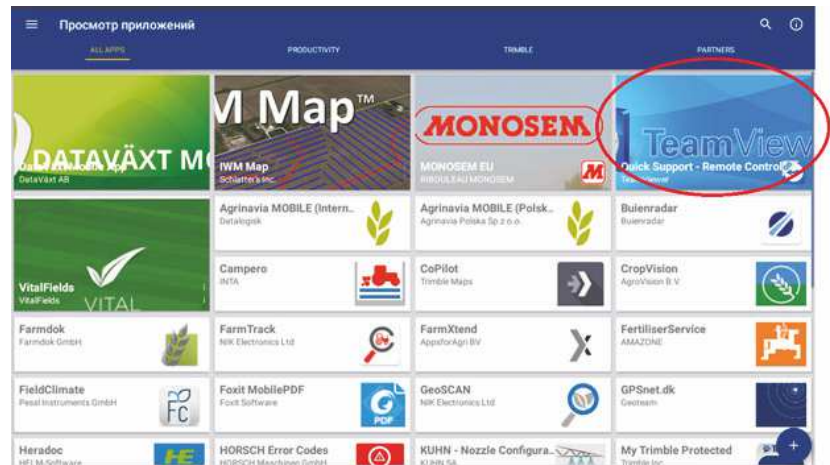 Просмотр приложений
ALL APPS
PRODUCTIVITY
TRIMBLE
PARTNERS
DATAVÄXT M
DataVäxt AB
M Map™
IWM Map
Schlatter's Inc.
MONOSEM
MONOSEM EU
RIBOULEAU MONOSEM
M
TeamView
Quick Support - Remote Control
VitalFields
VitalFields
VITAL
Agrinavia MOBILE (Intern..
Datalogisk
Agrinavia MOBILE (Polsk..
Agrinavia Polska Sp z o.o.
Buienradar
Buienradar
Campero
INTA
CoPilot
Trimble Maps
CropVision
AgroVision B.V.
Farmdok
Farmdok GmbH
FarmTrack
NIK Electronics Ltd
FarmXtend
AppsforAgri BV
FertiliserService
AMAZONE
FieldClimate
Pessl Instruments GmbH
FC
Foxit MobilePDF
Foxit Software
PDF
GeoSCAN
NIK Electronics Ltd
GPSnet.dk
Geoteam
Heradoc
HELM-Software
HE
HORSCH Error Codes
HORSCH Maschinen GmbH
KUHN - Nozzle Configura..
KUHN SA
My Trimble Protected
Trimble Inc.